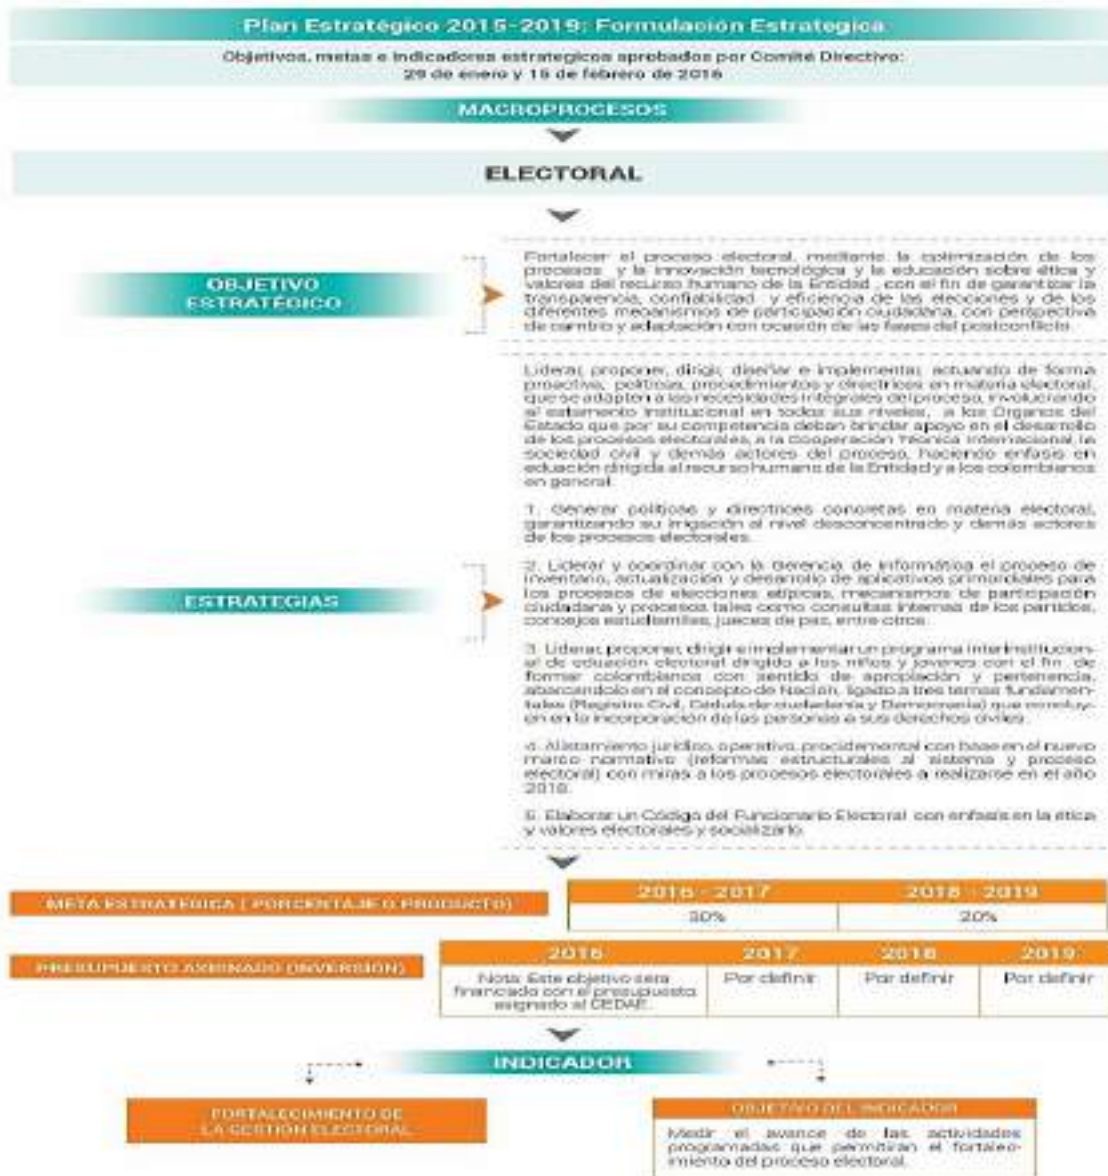 Plan Estratégico 2015-2019: Formulación Estrategica
Objetivos, metas e indicadores estrategicos aprobados por Comité Directivo:
29 de enero y 15 de febrero de 2016
MACROPROCESOS
ELECTORAL
OBJETIVO
ESTRATÉGICO
Fortalecer el proceso electoral, mediante la optimización de los
procesos y la innovación tecnológica y la educación sobre ética y
valores del recurso humano de la Entidad, con el fin de garantizar la
transparencia, confiabilidad y eficiencia de las elecciones y de los
diferentes mecanismos de participación ciudadana, con perspectiva
de cambio y adaptación con ocasión de las fases del postconflicto.
Liderar, proponer, dirigir, diseñar e implementar, actuando de forma
proactiva, políticas, procedimientos y directrices en materia electoral,
que se adapten a las necesidades integrales del proceso, involucrando
al estamento institucional en todos sus niveles, a los Órganos del
Estado que por su competencia deban brindar apoyo en el desarrollo
de los procesos electorales, a la Cooperación Técnica Internacional, la
sociedad civil y demás actores del proceso, haciendo enfasis en
eduación dirigida al recurso humano de la Entidad y a los colombianos
en general.
1. Generar políticas y directrices concretas en materia electoral,
garantizando su irrigación al nivel desconcentrado y demás actores
de los procesos electorales.
ESTRATEGIAS
2. Liderar y coordinar con la Gerencia de Informática el proceso de
inventario, actualización y desarrollo de aplicativos primordiales para
los procesos de elecciones atípicas, mecanismos de participación
ciudadana y procesos tales como consultas internas de los partidos,
concejos estudiantiles, jueces de paz, entre otros.
3. Liderar, proponer, dirigir e implementar un programa interinstitucion-
al de eduación electoral dirigido a los niños y jovenes con el fin de
formar colombianos con sentido de apropiación y pertenencia,
abarcandolo en el concepto de Nación, ligado a tres temas fundamen-
tales (Registro Civil, Cédula de ciudadanía y Democracia) que concluy-
en en la incorporación de las personas a sus derechos civiles.
4. Alistamiento jurídico, operativo, procidemental con base en el nuevo
marco normativo (reformas estructurales al sistema y proceso
electoral) con miras a los procesos electorales a realizarse en el año
2018.
5. Elaborar un Código del Funcionario Electoral con enfasis en la ética
y valores electorales y socializarlo.
META ESTRATEGICA ( PORCENTAJE O PRODUCTO)
2016 - 2017 2018 - 2019
30% 20%
PRESUPUESTO ASIGNADO (INVERSIÓN)
2016 2017 2018 2019
Nota: Este objetivo sera Por definir Por definir Por definir
financiado con el presupuesto
asignado al CEDAE.
INDICADOR
FORTALECIMIENTO DE
LA GESTIÓN ELECTORAL
OBJETIVO DEL INDICADOR
Medir el avance de las actividades
programadas que permitiran el fortalec-
imiento del proceso electoral.